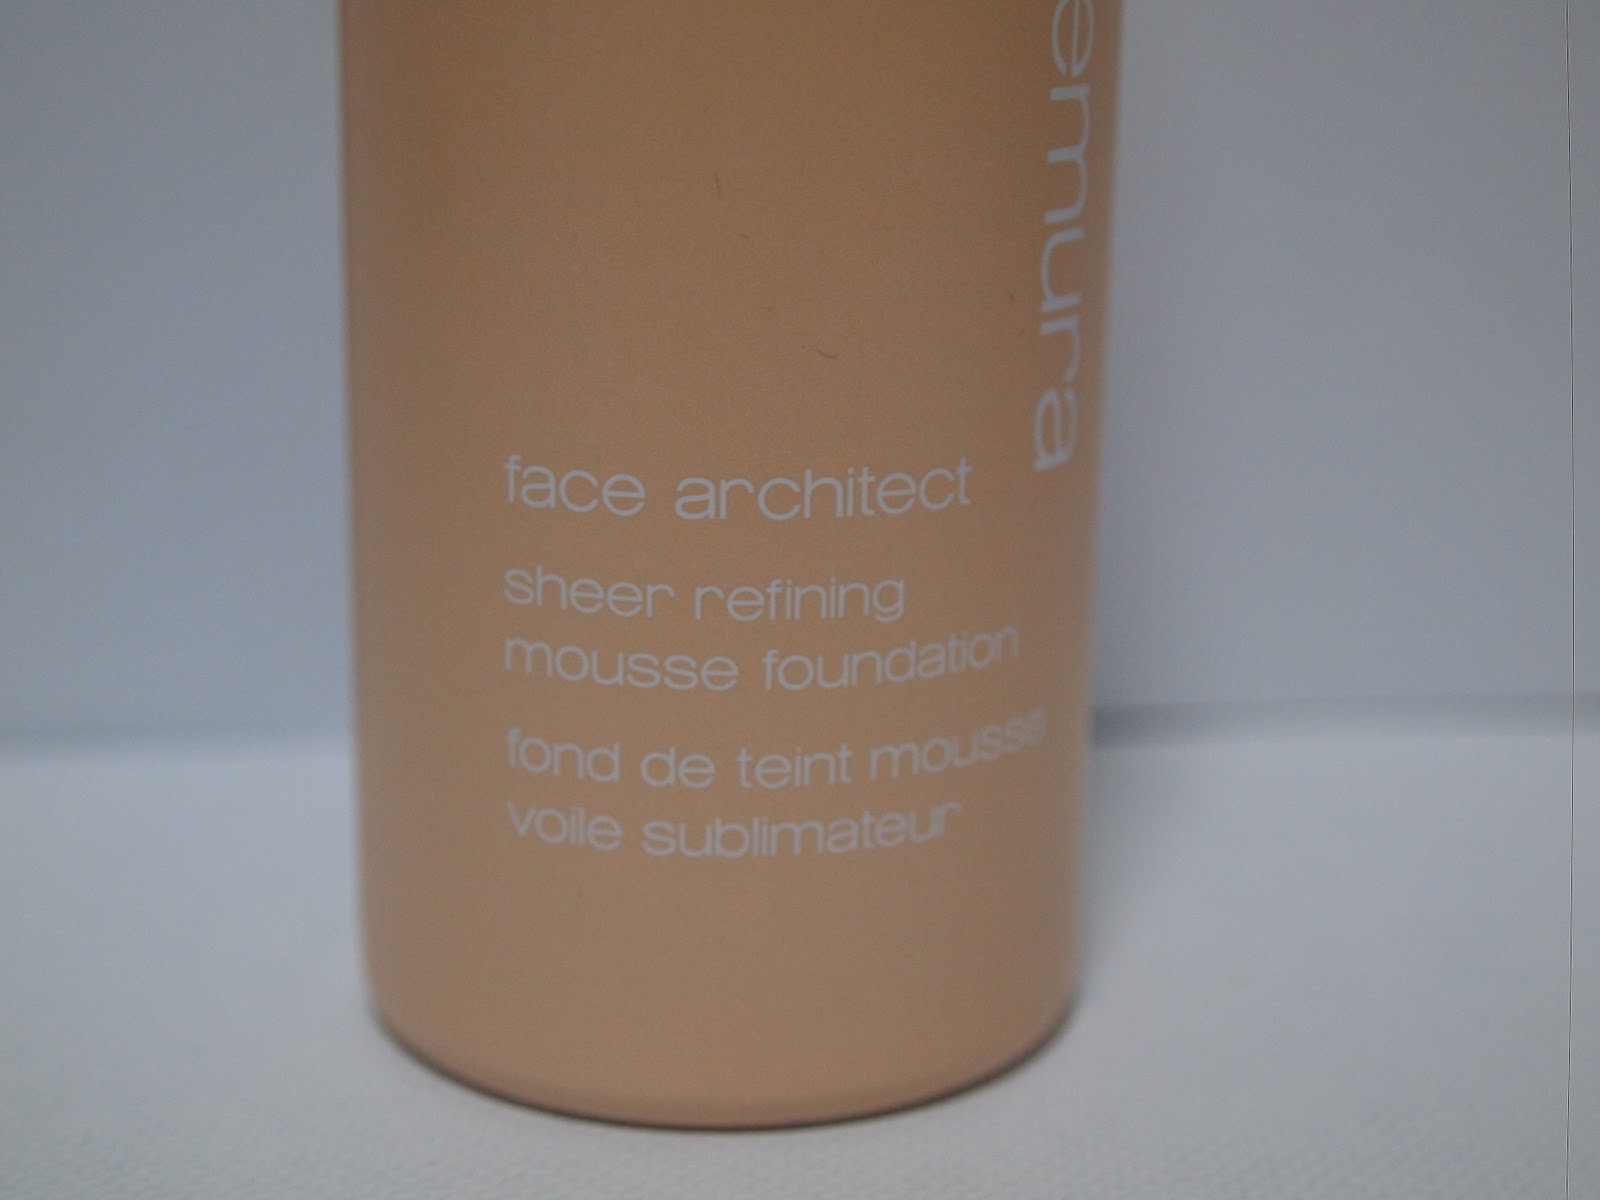 emura
face architect
sheer refining
mousse foundation
fond de teint mousse
voile sublimateur